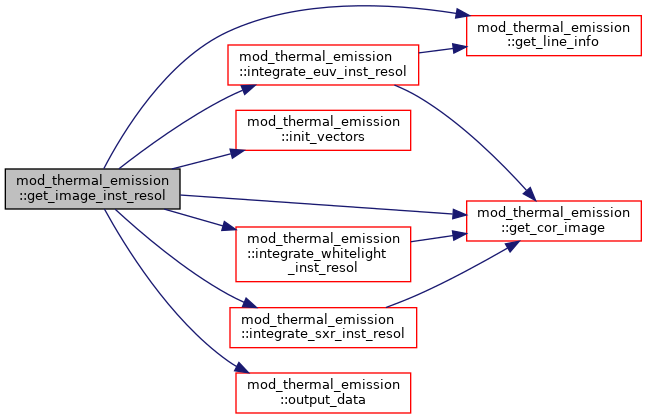 mod_thermal_emission
::get_image_inst_resol
mod_thermal_emission
::integrate_euv_inst_resol
mod_thermal_emission
::get_line_info
mod_thermal_emission
::init_vectors
mod_thermal_emission
::get_cor_image
mod_thermal_emission
::integrate_whitelight
_inst_resol
mod_thermal_emission
::integrate_sxr_inst_resol
mod_thermal_emission
::output_data